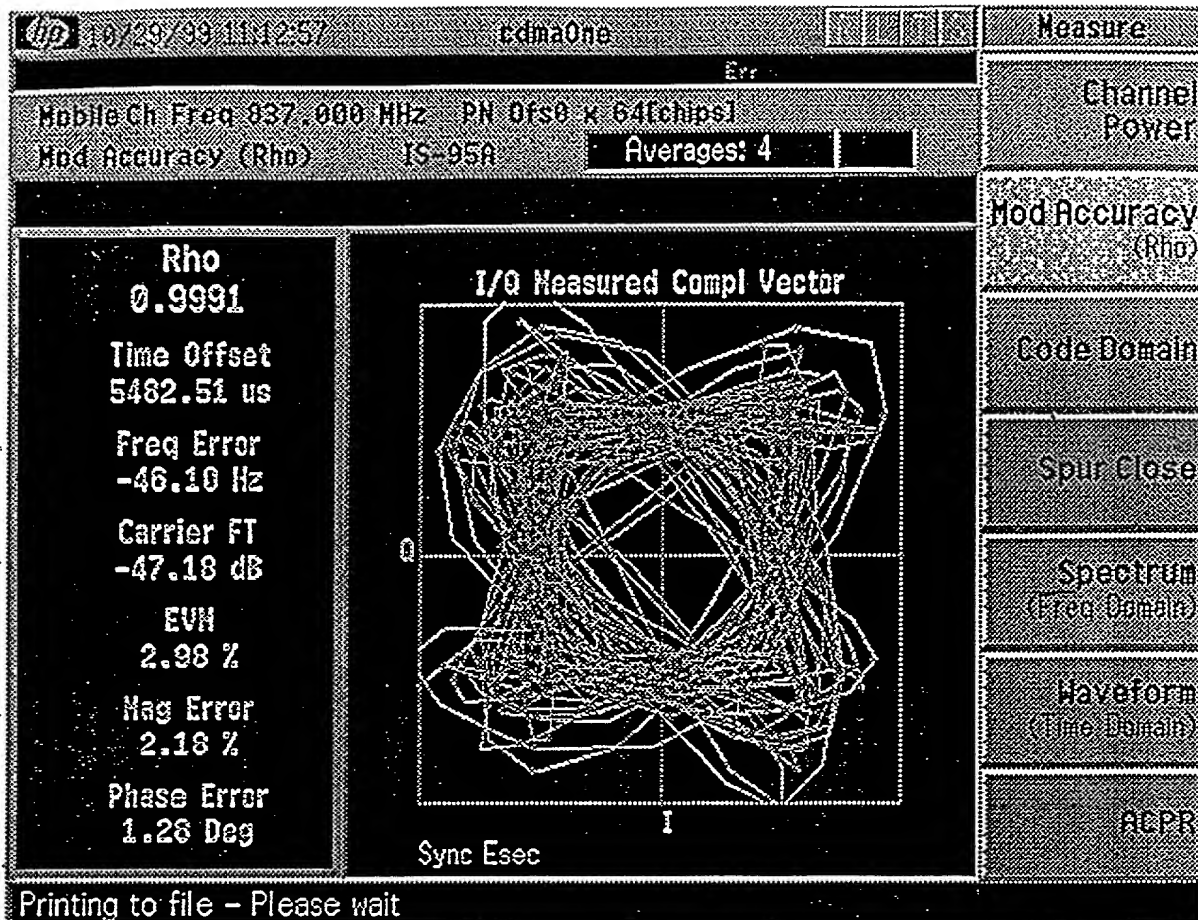 hp 10/29/99 11:12:57 cdmaOne
Err
Mobile Ch Freq 837.000 MHz PN Ofs0 x 64[chips]
Mod Accuracy (Rho) IS-95A Averages: 4
Rho
0.9991
Time Offset
5482.51 us
Freq Error
-46.10 Hz
Carrier FT
-47.18 dB
EVM
2.98 %
Mag Error
2.18 %
Phase Error
1.28 Deg
I/Q Measured Compl Vector
Q
I
Sync Esec
Measure
Channel
Power
Mod Accuracy
(Rho)
Code Domain
Spur Close
Spectrum
(Freq Domain)
Waveform
(Time Domain)
ACPR
Printing to file - Please wait